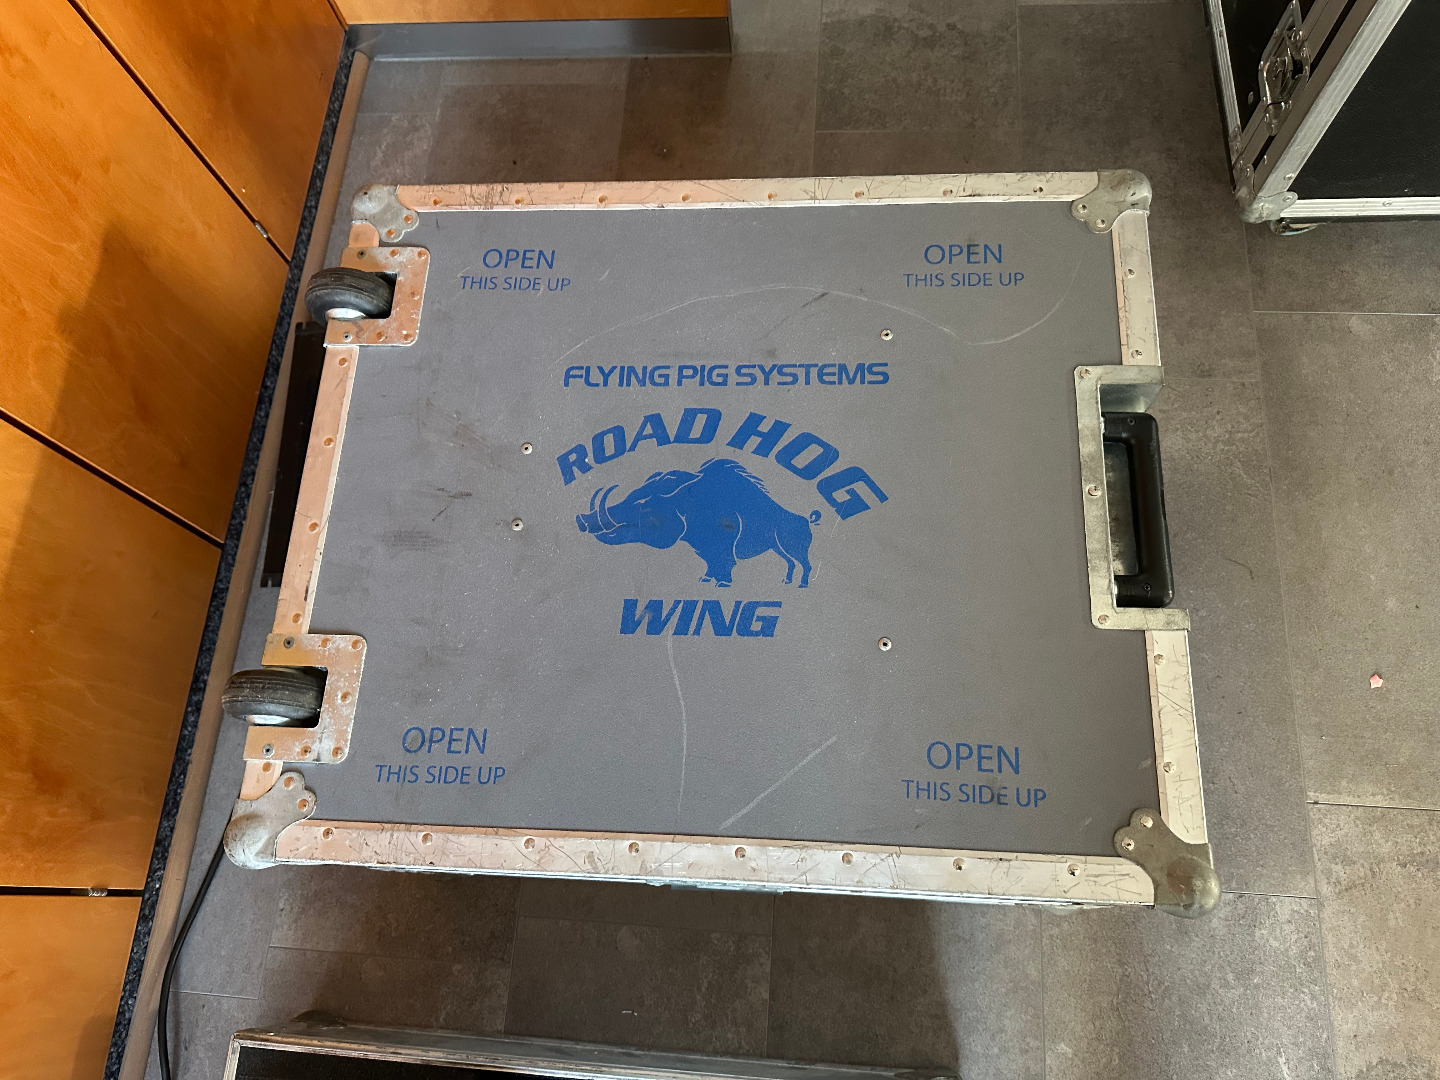 OPEN
THIS SIDE UP
OPEN
THIS SIDE UP
FLYING PIG SYSTEMS
ROAD HOG
WING
OPEN
THIS SIDE UP
OPEN
THIS SIDE UP